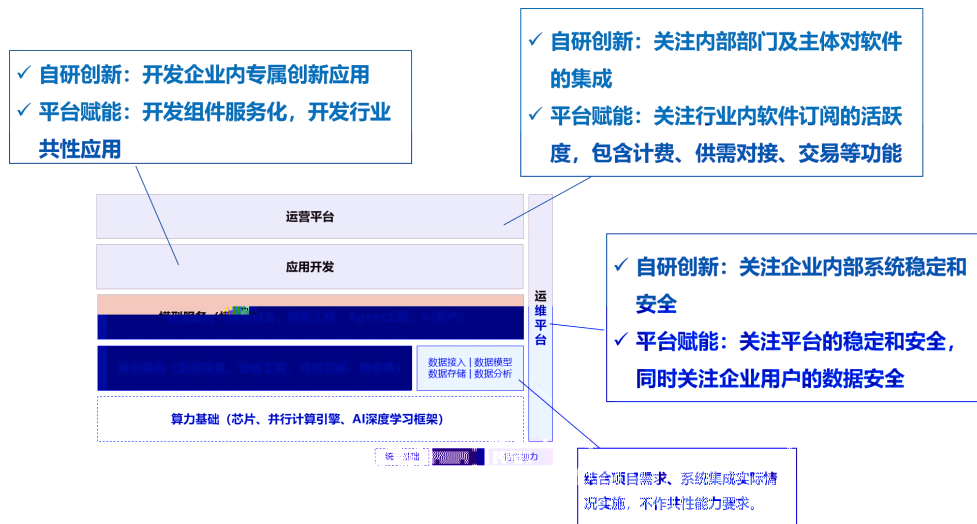 ✓ 自研创新：关注内部部门及主体对软件
的集成
✓ 平台赋能：关注行业内软件订阅的活跃
度，包含计费、供需对接、交易等功能
✓ 自研创新：开发企业内专属创新应用
✓ 平台赋能：开发组件服务化，开发行业
共性应用
运营平台
应用开发
运维平台
✓ 自研创新：关注企业内部系统稳定和
安全
✓ 平台赋能：关注平台的稳定和安全，
同时关注企业用户的数据安全
模型服务
数据接入 | 数据模型
数据存储 | 数据分析
算力基础（芯片、并行计算引擎、AI深度学习框架）
统一基础
能力
结合项目需求、系统集成实际情
况实施，不作共性能力要求。